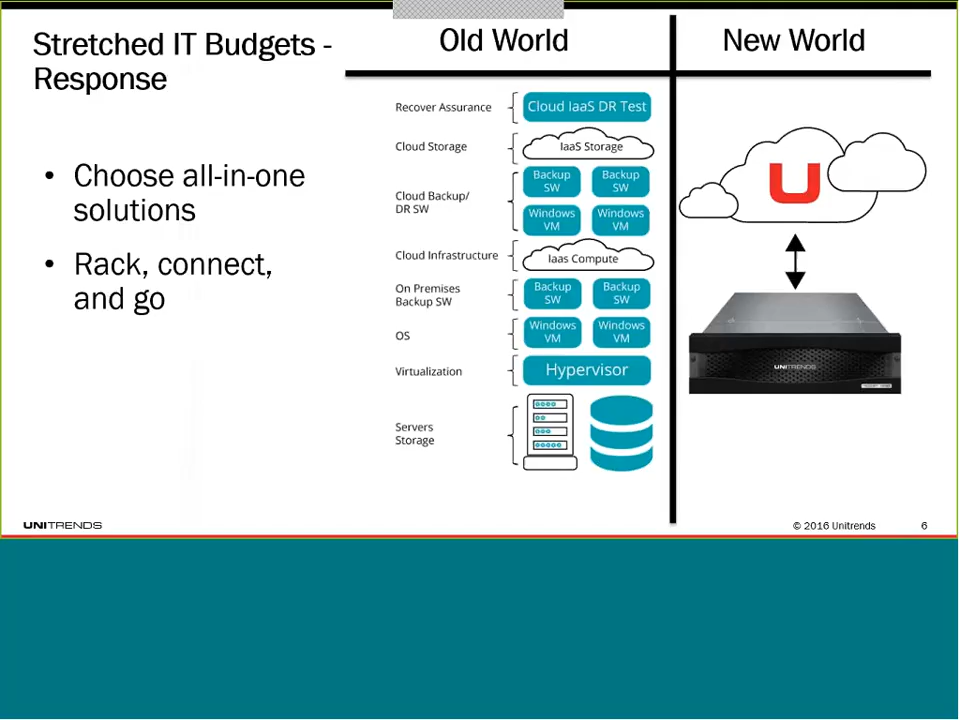 Stretched IT Budgets -
Response
• Choose all-in-one
solutions
• Rack, connect,
and go
Old World
New World
Recover Assurance
Cloud IaaS DR Test
Cloud Storage
IaaS Storage
Cloud Backup/
DR SW
Backup
SW
Backup
SW
Windows
VM
Windows
VM
Cloud Infrastructure
Iaas Compute
On Premises
Backup SW
Backup
SW
Backup
SW
OS
Windows
VM
Windows
VM
Virtualization
Hypervisor
Servers
Storage
U
UNITRENDS
UNITRENDS
© 2016 Unitrends
6